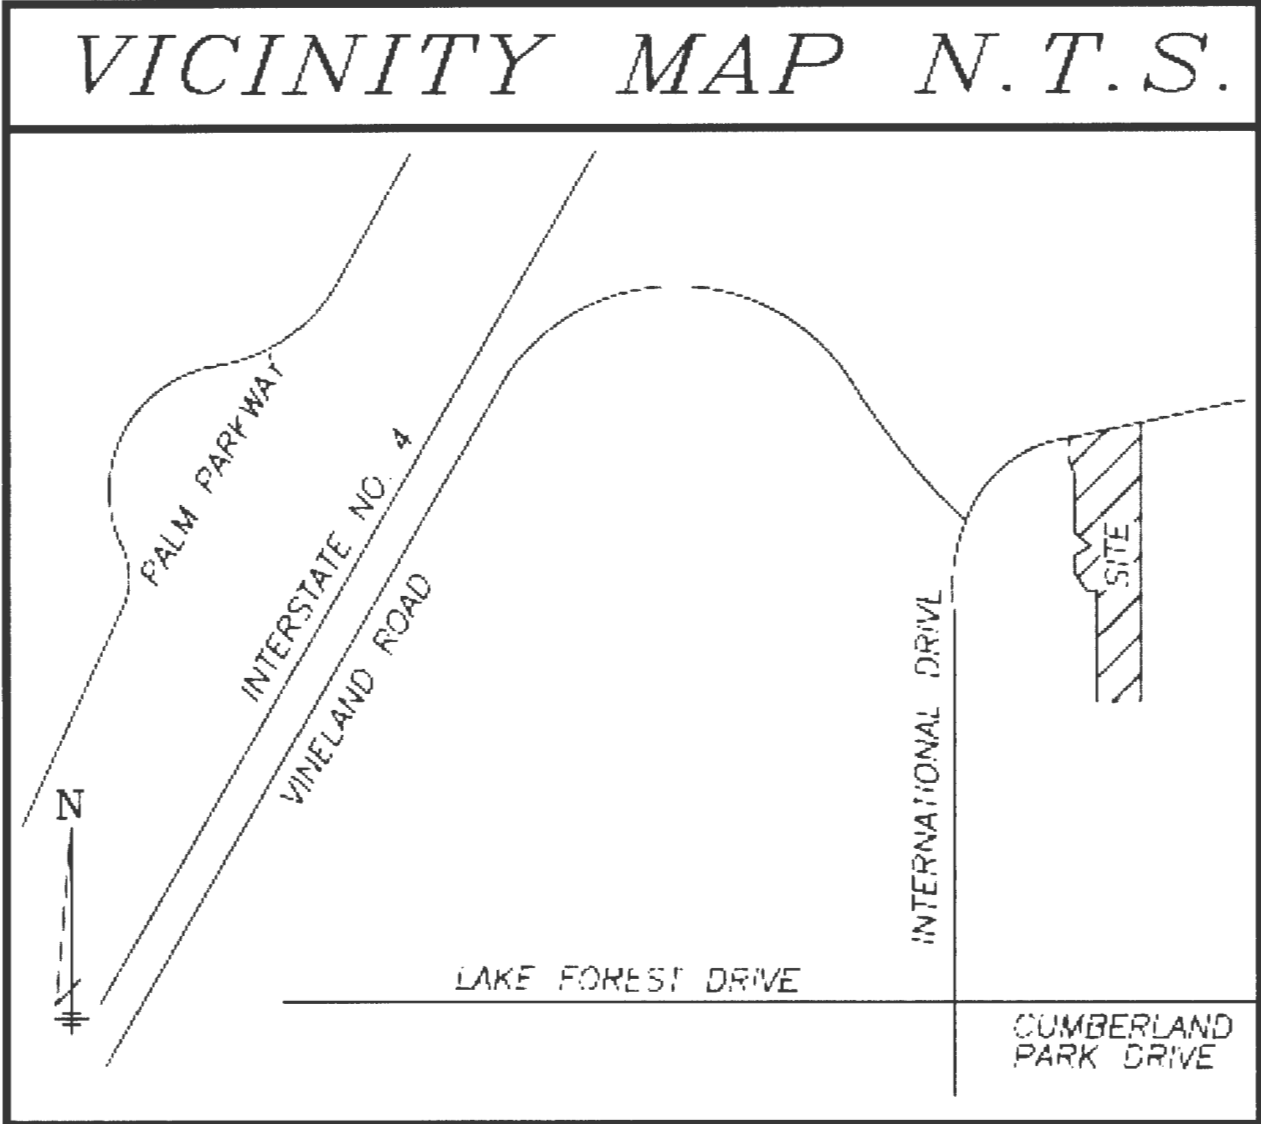 VICINITY MAP N.T.S.
PALM PARKWAY
INTERSTATE NO. 4
VINELAND ROAD
SITE
INTERNATIONAL DRIVE
N
LAKE FOREST DRIVE
CUMBERLAND
PARK DRIVE